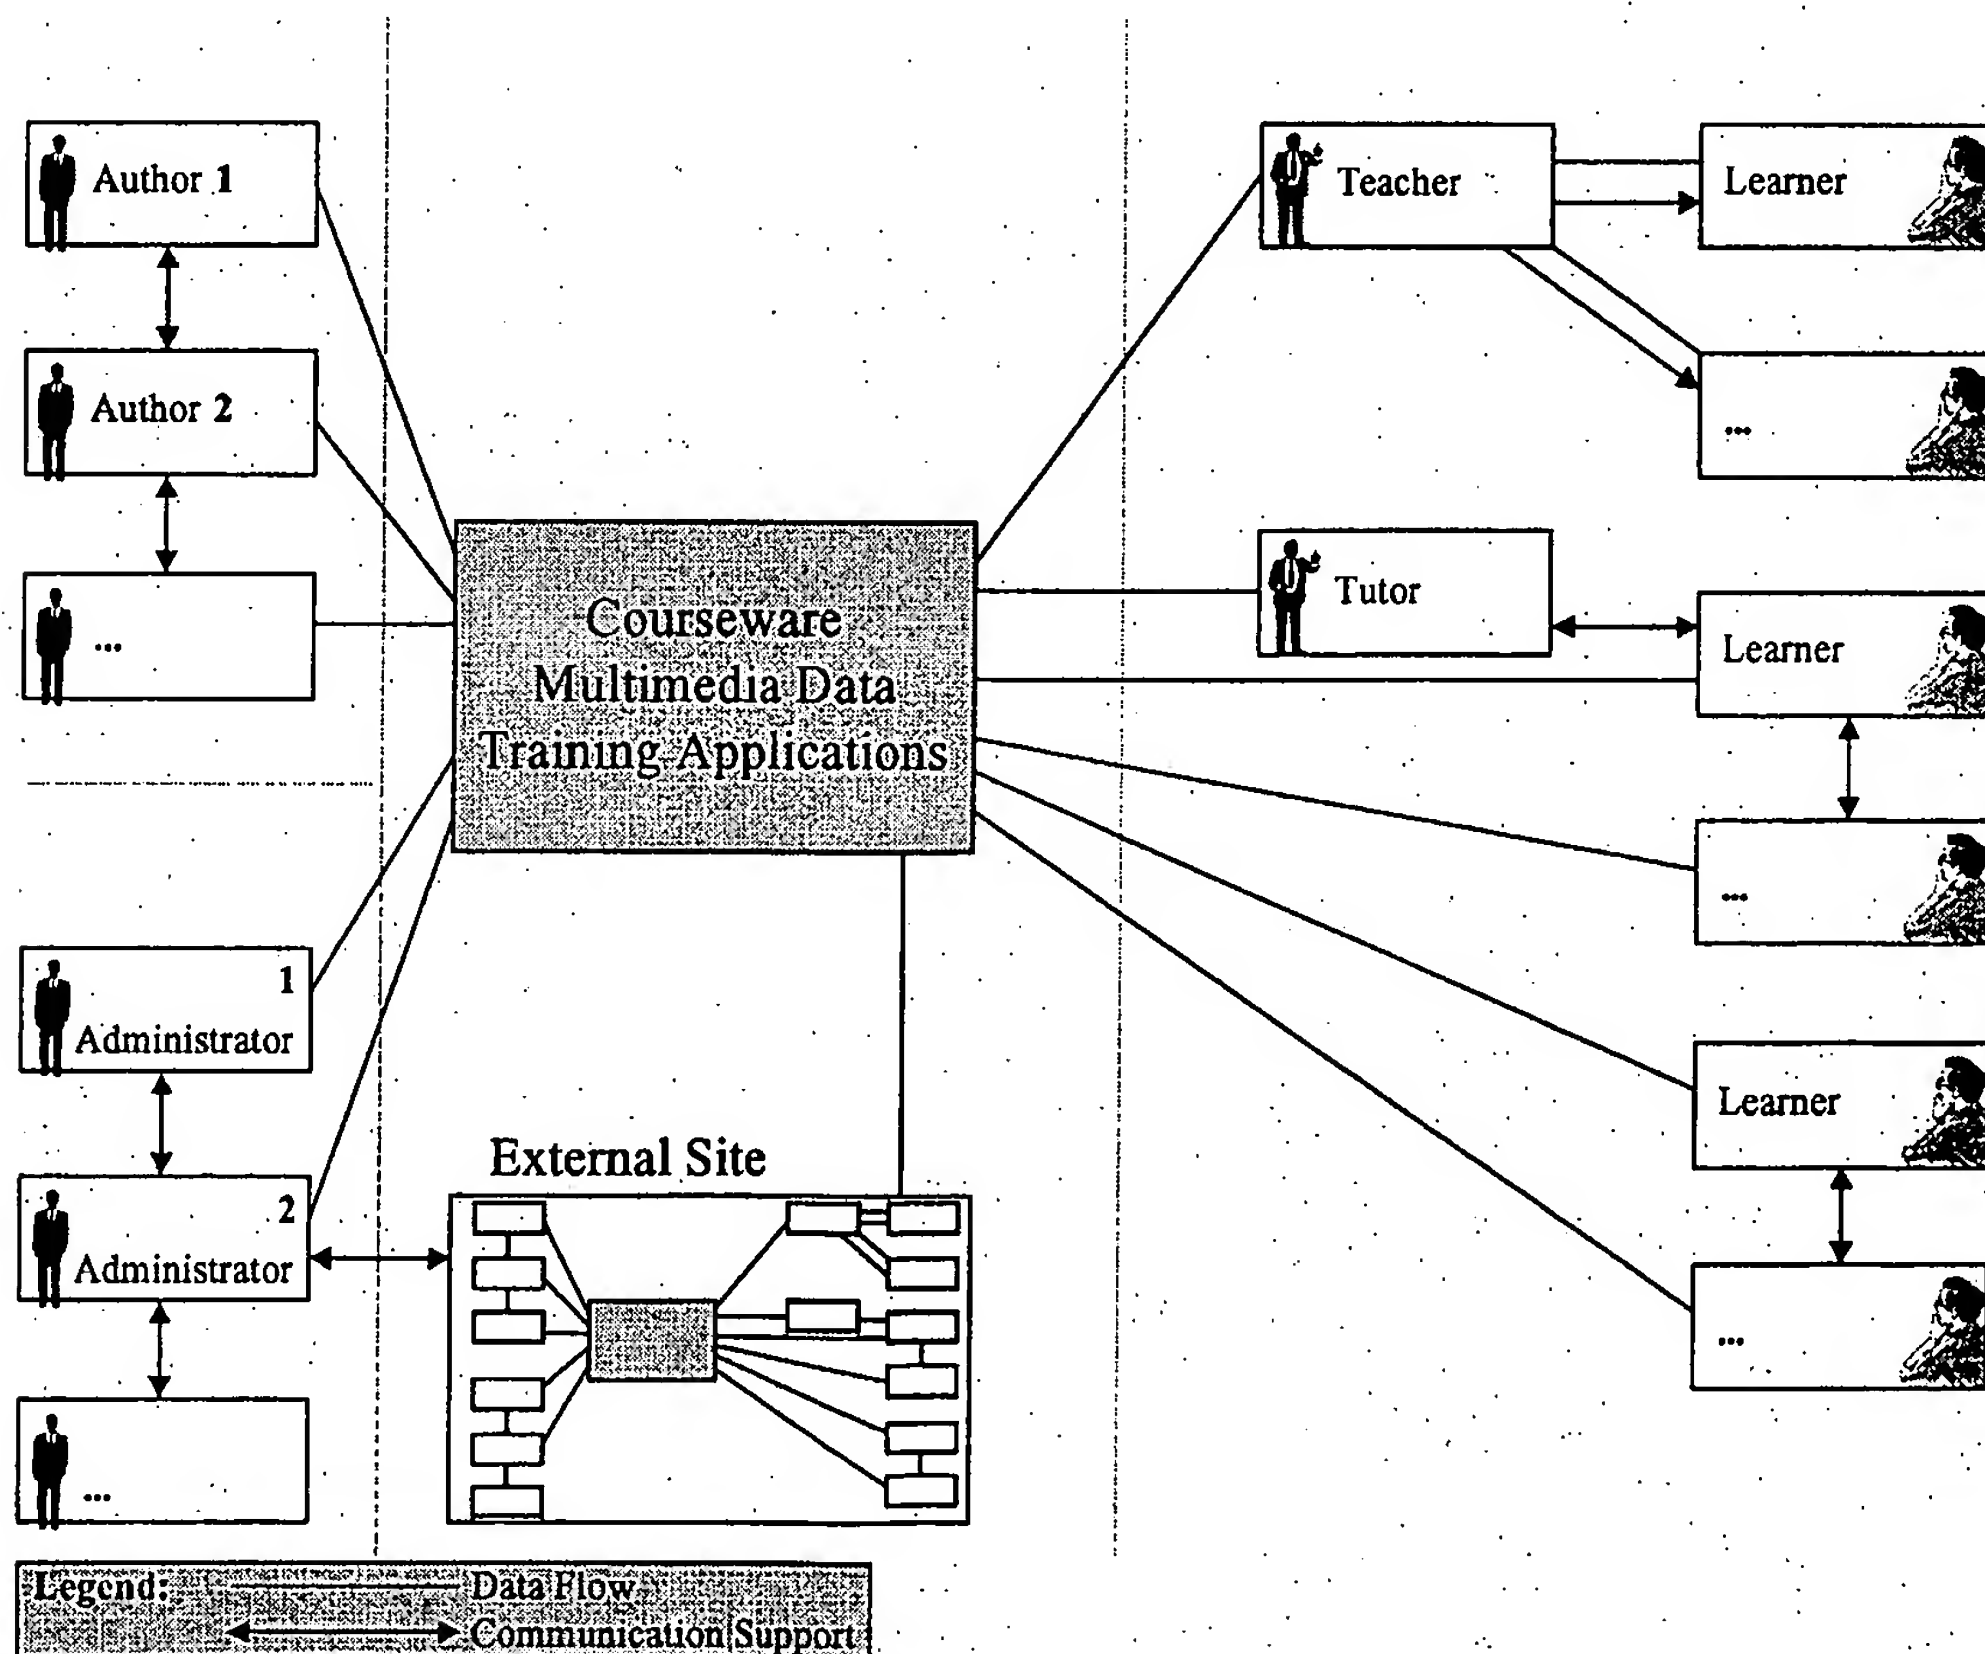 Author 1
Author 2
...
1
Administrator
2
Administrator
...
Courseware
Multimedia Data
Training Applications
External Site
Teacher
Learner
...
Tutor
Learner
...
Learner
...
Legend:
Data Flow
Communication Support